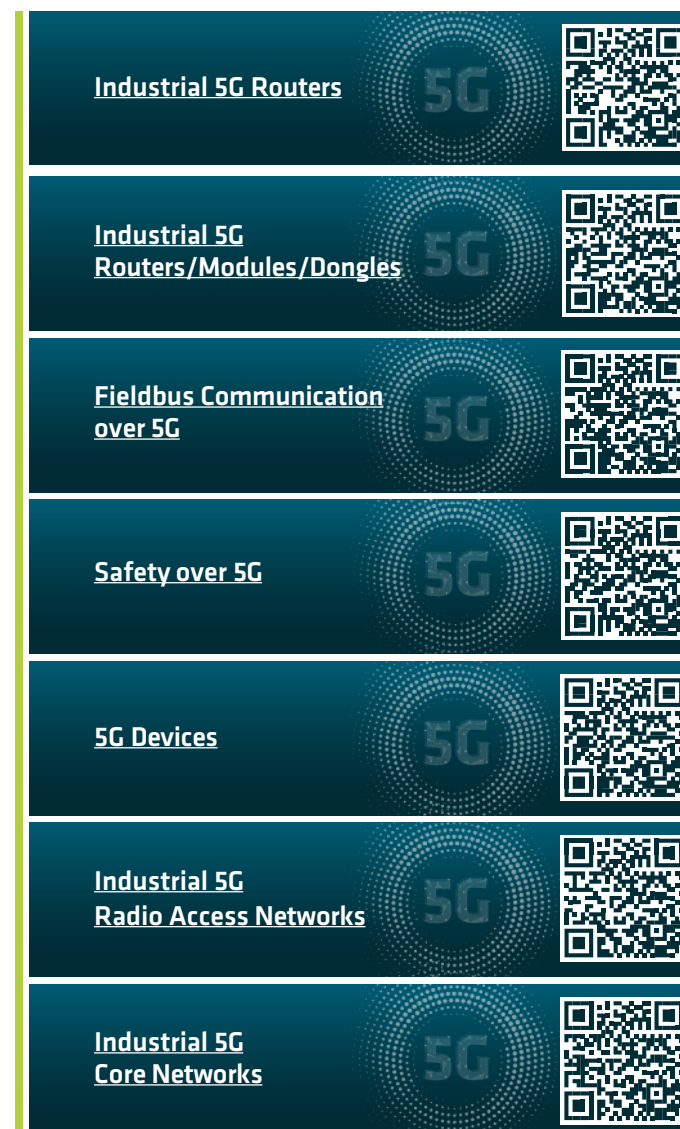 Industrial 5G Routers
5G
Industrial 5G
Routers/Modules/Dongles
5G
Fieldbus Communication
over 5G
5G
Safety over 5G
5G
5G Devices
5G
Industrial 5G
Radio Access Networks
5G
Industrial 5G
Core Networks
5G